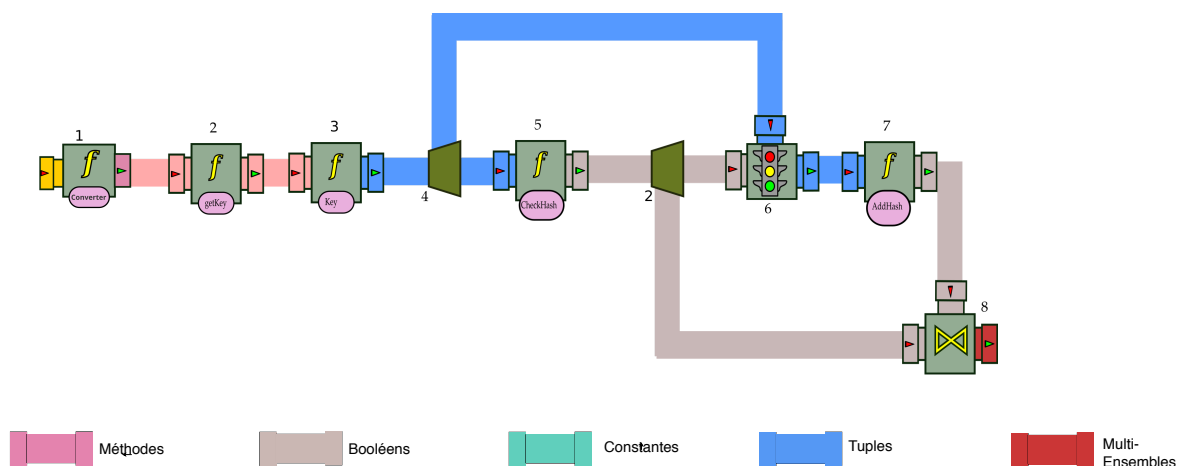 1
2
3
5
7
Converter
getKey
Key
4
CheckHash
2
6
AddHash
8
Méthodes
Booléens
Constantes
Tuples
Multi-
Ensembles